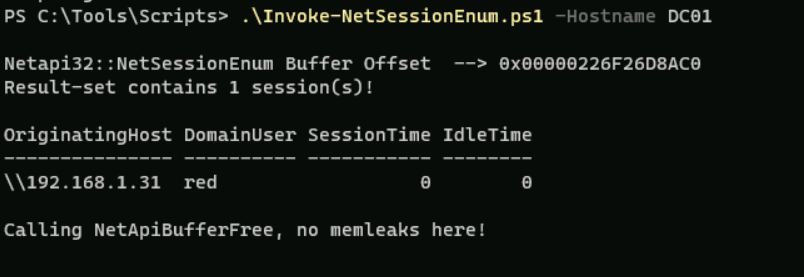 PS C:\Tools\Scripts> .\Invoke-NetSessionEnum.ps1 -Hostname DC01
Netapi32::NetSessionEnum Buffer Offset  --> 0x00000226F26D8AC0
Result-set contains 1 session(s)!
OriginatingHost DomainUser SessionTime IdleTime
--------------- ---------- ----------- --------
\\192.168.1.31  red                  0        0
Calling NetApiBufferFree, no memleaks here!